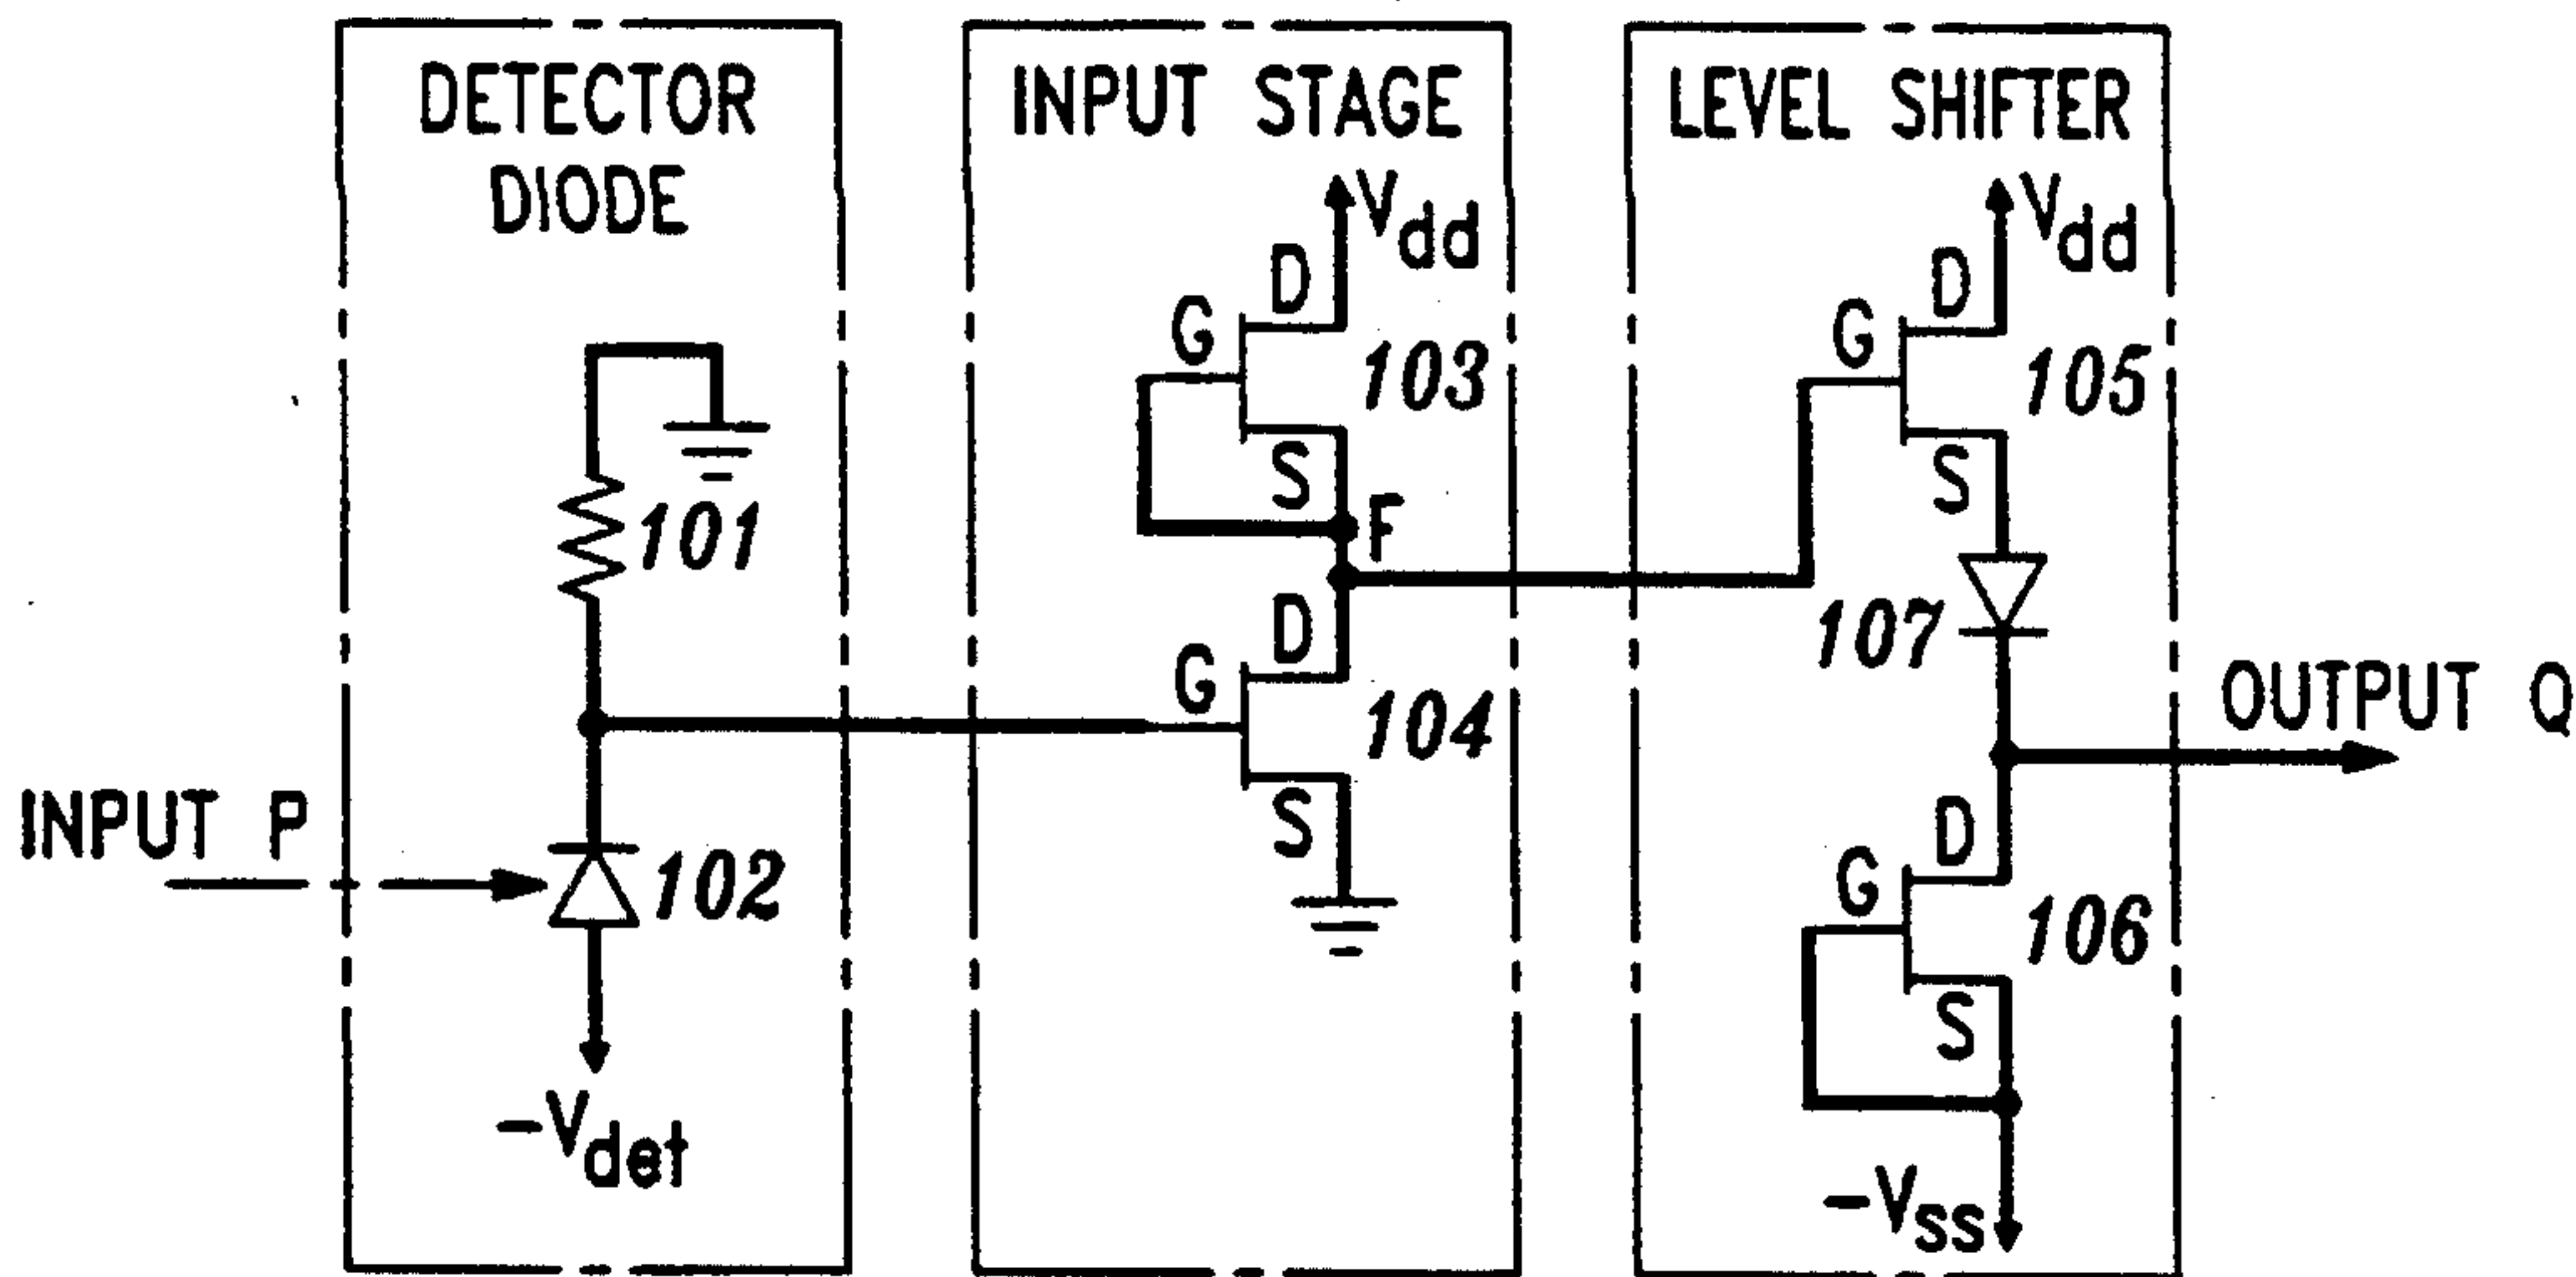 DETECTOR
DIODE
101
INPUT P
102
-Vdet
INPUT STAGE
Vdd
D
G
103
S
F
D
G
104
S
LEVEL SHIFTER
Vdd
D
G
105
S
107
OUTPUT Q
D
G
106
S
-Vss